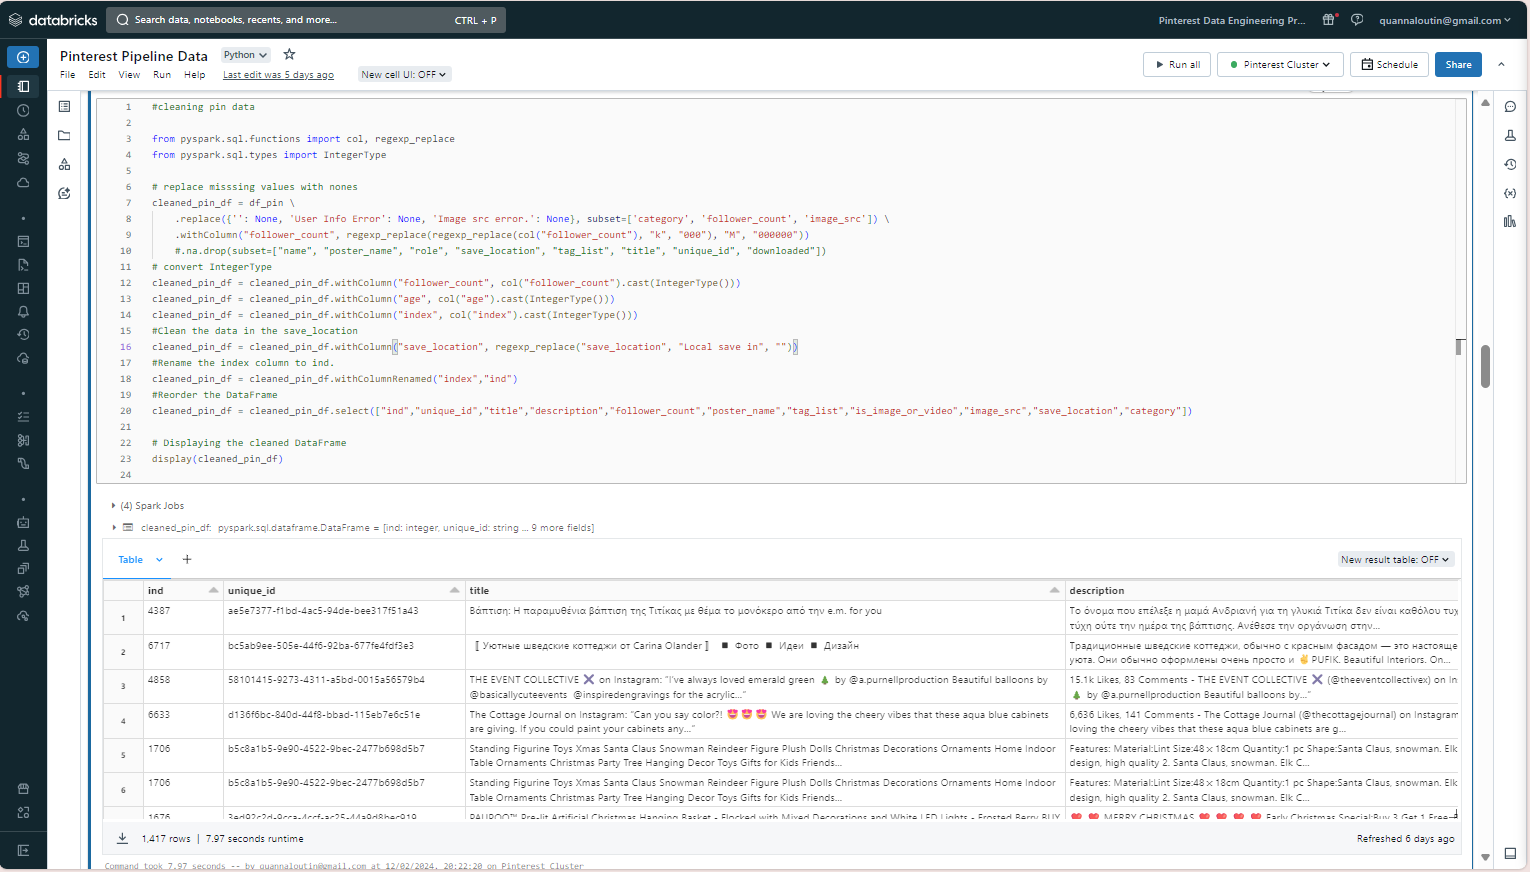 databricks
Search data, notebooks, recents, and more...
CTRL + P
Pinterest Data Engineering Pr...
quannaloutin@gmail.com
Pinterest Pipeline Data
Python
File Edit View Run Help Last edit was 5 days ago New cell UI: OFF
Run all
Pinterest Cluster
Schedule
Share
1 #cleaning pin data
2
3 from pyspark.sql.functions import col, regexp_replace
4 from pyspark.sql.types import IntegerType
5
6 # replace misssing values with nones
7 cleaned_pin_df = df_pin \
8 .replace({'': None, 'User Info Error': None, 'Image src error.': None}, subset=['category', 'follower_count', 'image_src']) \
9 .withColumn("follower_count", regexp_replace(regexp_replace(col("follower_count"), "k", "000"), "M", "000000"))
10 #.na.drop(subset=["name", "poster_name", "role", "save_location", "tag_list", "title", "unique_id", "downloaded"])
11 # convert IntegerType
12 cleaned_pin_df = cleaned_pin_df.withColumn("follower_count", col("follower_count").cast(IntegerType()))
13 cleaned_pin_df = cleaned_pin_df.withColumn("age", col("age").cast(IntegerType()))
14 cleaned_pin_df = cleaned_pin_df.withColumn("index", col("index").cast(IntegerType()))
15 #Clean the data in the save_location
16 cleaned_pin_df = cleaned_pin_df.withColumn("save_location", regexp_replace("save_location", "Local save in", ""))
17 #Rename the index column to ind.
18 cleaned_pin_df = cleaned_pin_df.withColumnRenamed("index","ind")
19 #Reorder the DataFrame
20 cleaned_pin_df = cleaned_pin_df.select(["ind","unique_id","title","description","follower_count","poster_name","tag_list","is_image_or_video","image_src","save_location","category"])
21
22 # Displaying the cleaned DataFrame
23 display(cleaned_pin_df)
24
(4) Spark Jobs
cleaned_pin_df: pyspark.sql.dataframe.DataFrame = [ind: integer, unique_id: string ... 9 more fields]
Table +
New result table: OFF
ind unique_id title description
1 4387 ae5e7377-f1bd-4ac5-94de-bee317f51a43 Βάπτιση: Η παραμυθένια βάπτιση της Τιτίκας με θέμα το μονόκερο από την e.m. for you Το όνομα που επέλεξε η μαμά Ανδριανή για τη γλυκιά Τιτίκα δεν είναι καθόλου τυχ
τύχη ούτε την ημέρα της βάπτισης. Ανέθεσε την οργάνωση στην...
2 6717 bc5ab9ee-505e-44f6-92ba-677fe4fdf3e3 〚Уютные шведские коттеджи от Carina Olander〛 ◾ Фото ◾ Идеи ◾ Дизайн Традиционные шведские коттеджи, обычно с красным фасадом — это настояще
уюта. Они обычно оформлены очень просто и ✌PUFIK. Beautiful Interiors. On...
3 4858 58101415-9273-4311-a5bd-0015a56579b4 THE EVENT COLLECTIVE ⚔ on Instagram: “I’ve always loved emerald green 🌲 by @a.purnellproduction Beautiful balloons by 15.1k Likes, 83 Comments - THE EVENT COLLECTIVE ⚔ (@theeventcollectivex) on In
@basicallycuteevents @inspiredengravings for the acrylic...” 🌲 by @a.purnellproduction Beautiful balloons by...”
4 6633 d136f6bc-840d-44f8-bbad-115eb7e6c51e The Cottage Journal on Instagram: “Can you say color?! 😍😍😍 We are loving the cheery vibes that these aqua blue cabinets 6,636 Likes, 141 Comments - The Cottage Journal (@thecottagejournal) on Instagram
are giving. If you could paint your cabinets any...” loving the cheery vibes that these aqua blue cabinets are g...
5 1706 b5c8a1b5-9e90-4522-9bec-2477b698d5b7 Standing Figurine Toys Xmas Santa Claus Snowman Reindeer Figure Plush Dolls Christmas Decorations Ornaments Home Indoor Features: Material:Lint Size:48 × 18cm Quantity:1 pc Shape:Santa Claus, snowman. Elk
Table Ornaments Christmas Party Tree Hanging Decor Toys Gifts for Kids Friends... design, high quality 2. Santa Claus, snowman. Elk C...
6 1706 b5c8a1b5-9e90-4522-9bec-2477b698d5b7 Standing Figurine Toys Xmas Santa Claus Snowman Reindeer Figure Plush Dolls Christmas Decorations Ornaments Home Indoor Features: Material:Lint Size:48 × 18cm Quantity:1 pc Shape:Santa Claus, snowman. Elk
Table Ornaments Christmas Party Tree Hanging Decor Toys Gifts for Kids Friends... design, high quality 2. Santa Claus, snowman. Elk C...
1,417 rows | 7.97 seconds runtime
Refreshed 6 days ago
Command took 7.97 seconds -- by quannaloutin@gmail.com at 12/02/2024, 20:22:20 on Pinterest Cluster